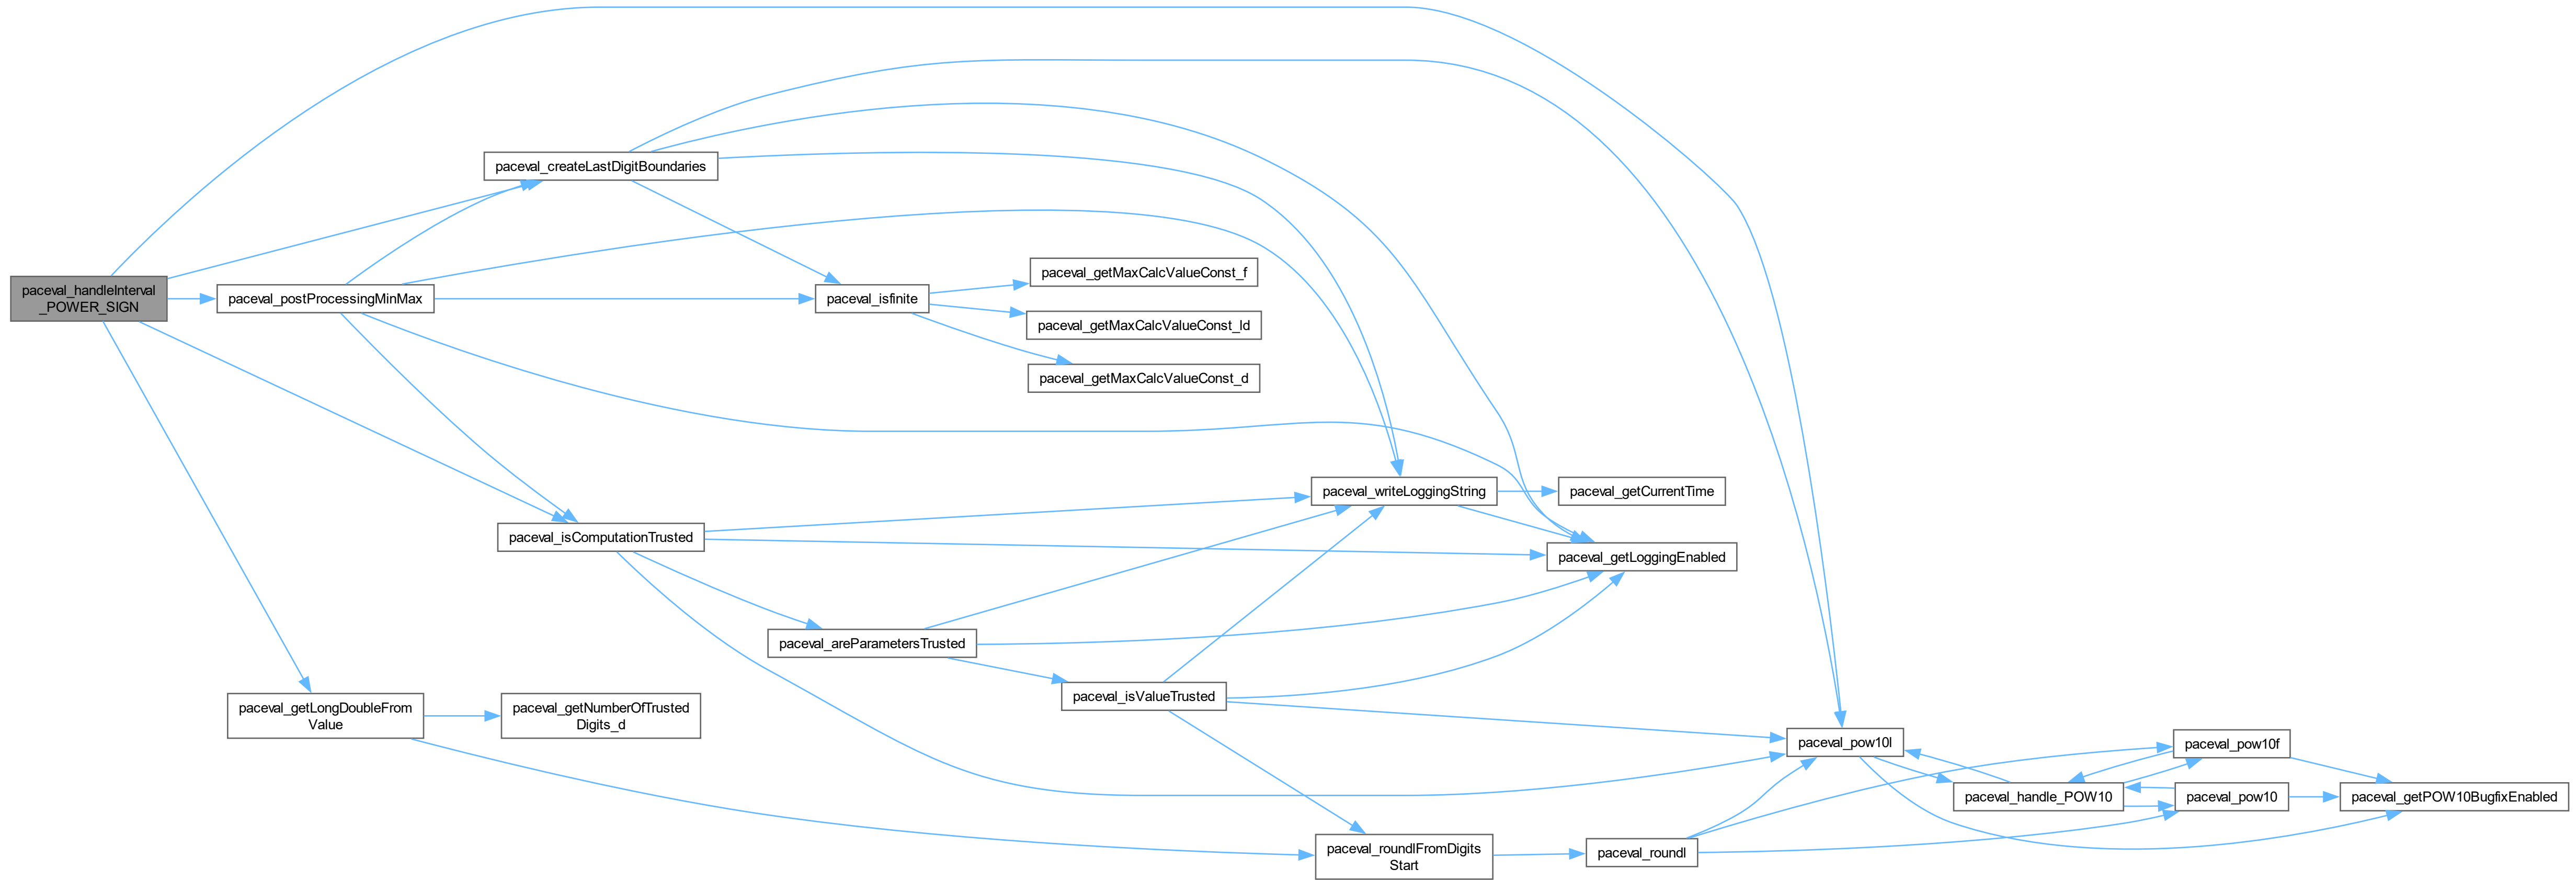 paceval_handleInterval
_POWER_SIGN
paceval_postProcessingMinMax
paceval_createLastDigitBoundaries
paceval_isfinite
paceval_getMaxCalcValueConst_f
paceval_getMaxCalcValueConst_ld
paceval_getMaxCalcValueConst_d
paceval_writeLoggingString
paceval_getCurrentTime
paceval_isComputationTrusted
paceval_getLoggingEnabled
paceval_areParametersTrusted
paceval_isValueTrusted
paceval_getLongDoubleFrom
Value
paceval_getNumberOfTrusted
Digits_d
paceval_pow10l
paceval_pow10f
paceval_handle_POW10
paceval_pow10
paceval_getPOW10BugfixEnabled
paceval_roundlFromDigits
Start
paceval_roundl